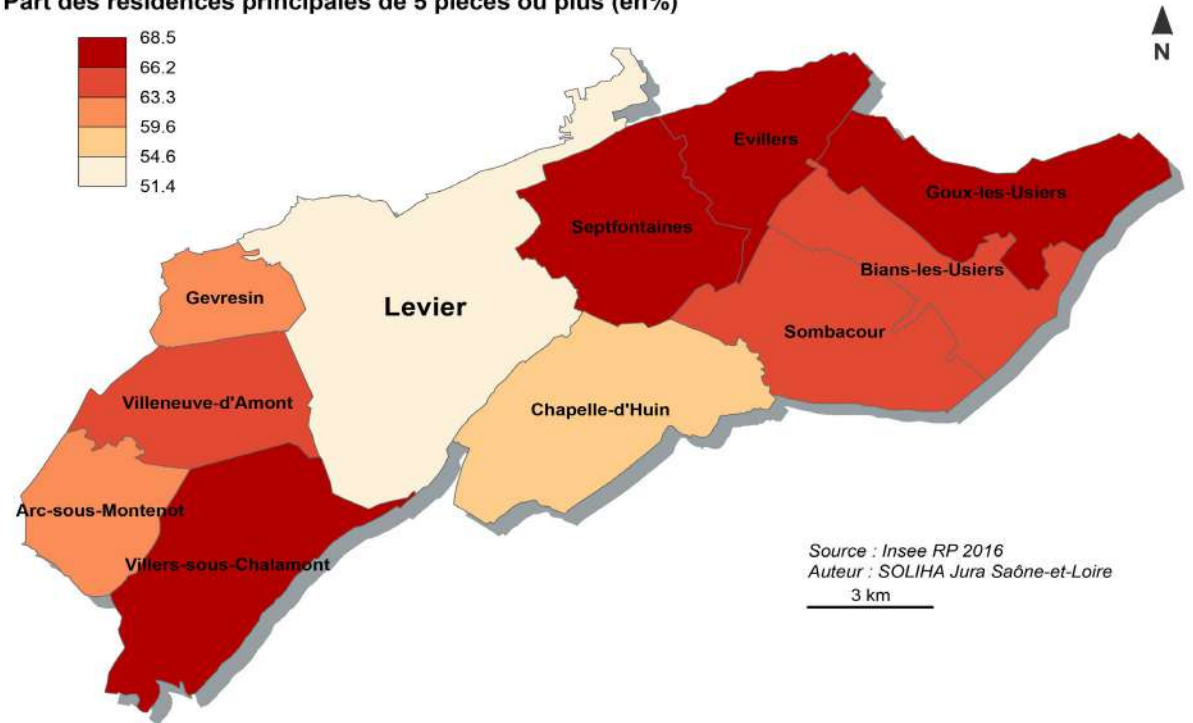 Part des résidences principales de 5 pièces ou plus (en%)
68.5
66.2
63.3
59.6
54.6
51.4
N
Evillers
Goux-les-Usiers
Septfontaines
Bians-les-Usiers
Gevresin
Levier
Sombacour
Villeneuve-d'Amont
Chapelle-d'Huin
Arc-sous-Montenot
Villers-sous-Chalamont
Source : Insee RP 2016
Auteur : SOLIHA Jura Saône-et-Loire
3 km